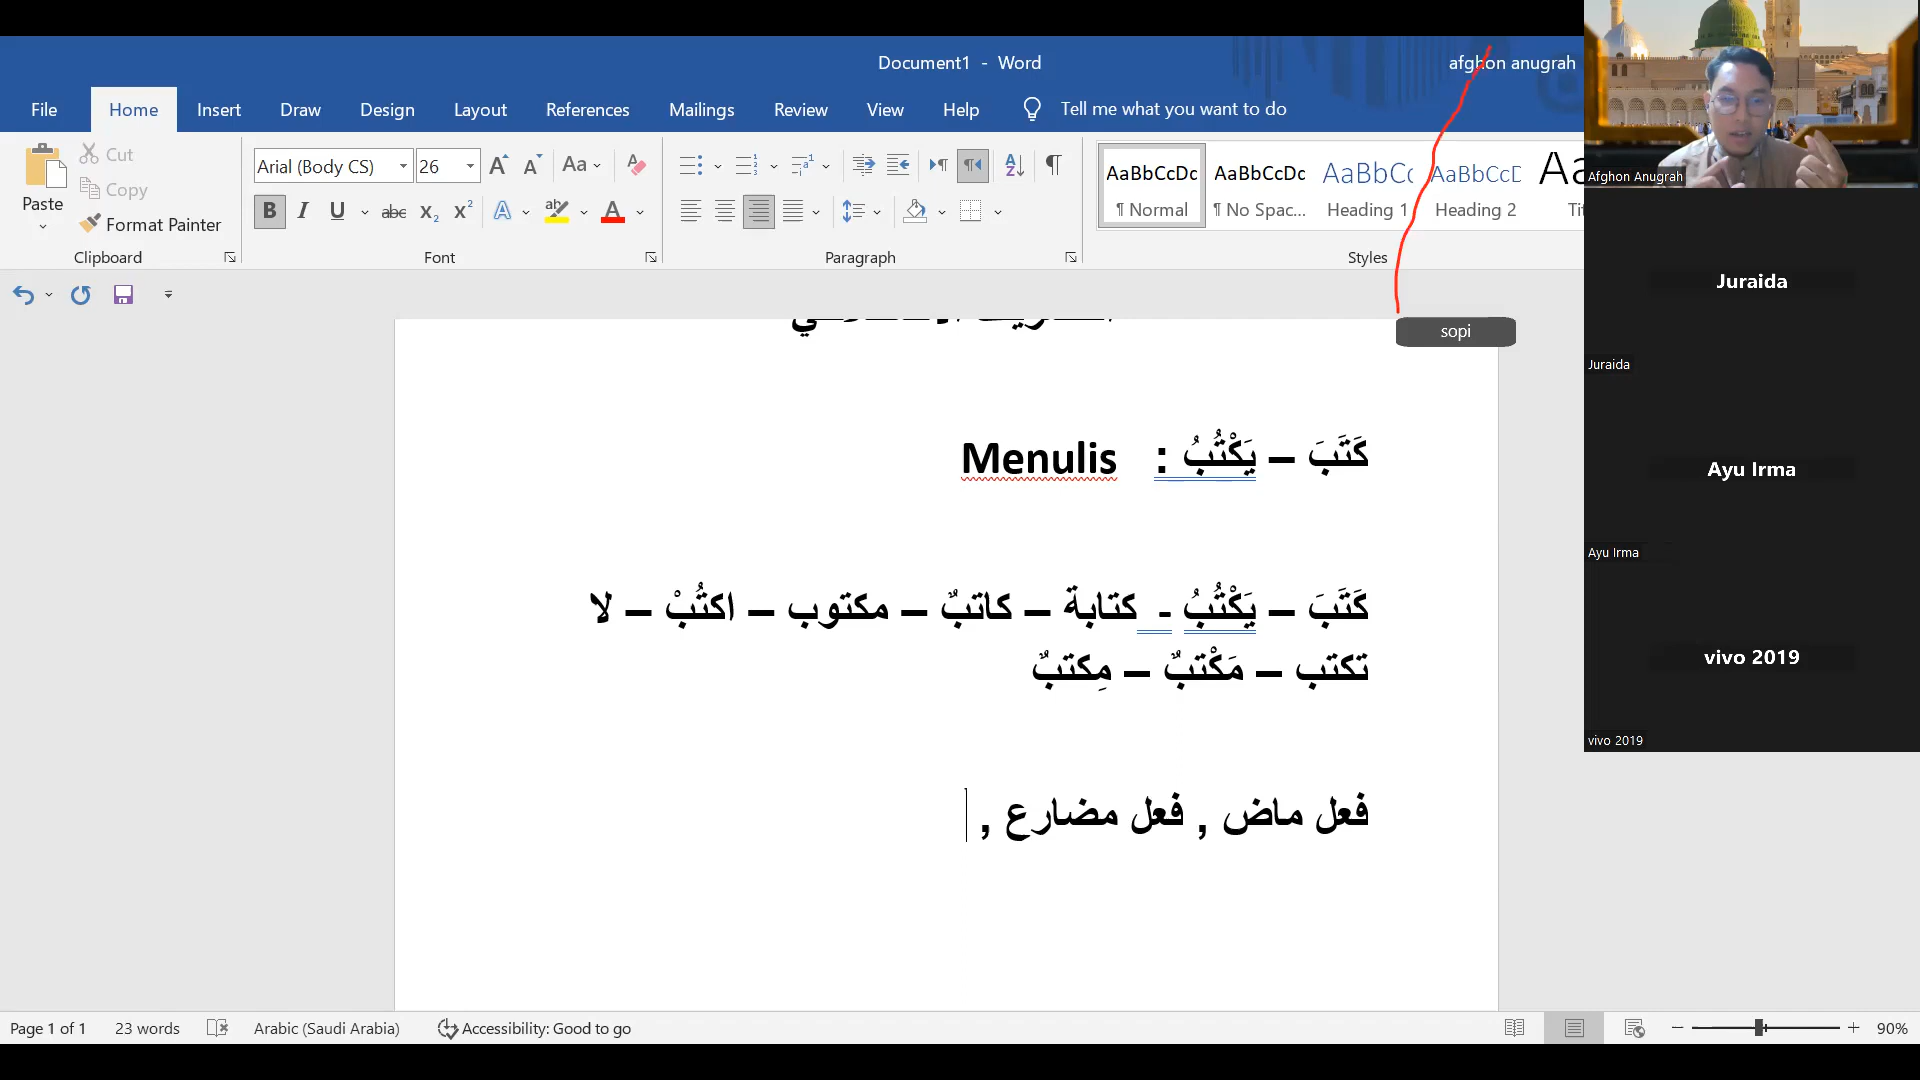 Document1 - Word
afghon anugrah
File Home Insert Draw Design Layout References Mailings Review View Help Tell me what you want to do
Paste
Cut
Copy
Format Painter
Clipboard
Arial (Body CS) 26
Font
Paragraph
AaBbCcDc AaBbCcDc AaBbCc AaBbCcD
¶ Normal ¶ No Spac... Heading 1 Heading 2
Styles
sopi
كَتَبَ – يَكْتُبُ : Menulis
كَتَبَ – يَكْتُبُ - كتابة – كاتبٌ – مكتوب – اكتُبْ – لا
تكتب – مَكْتبٌ – مِكتبٌ
فعل ماض , فعل مضارع ,
Afghon Anugrah
Juraida
Juraida
Ayu Irma
Ayu Irma
vivo 2019
vivo 2019
Page 1 of 1 23 words Arabic (Saudi Arabia) Accessibility: Good to go 90%